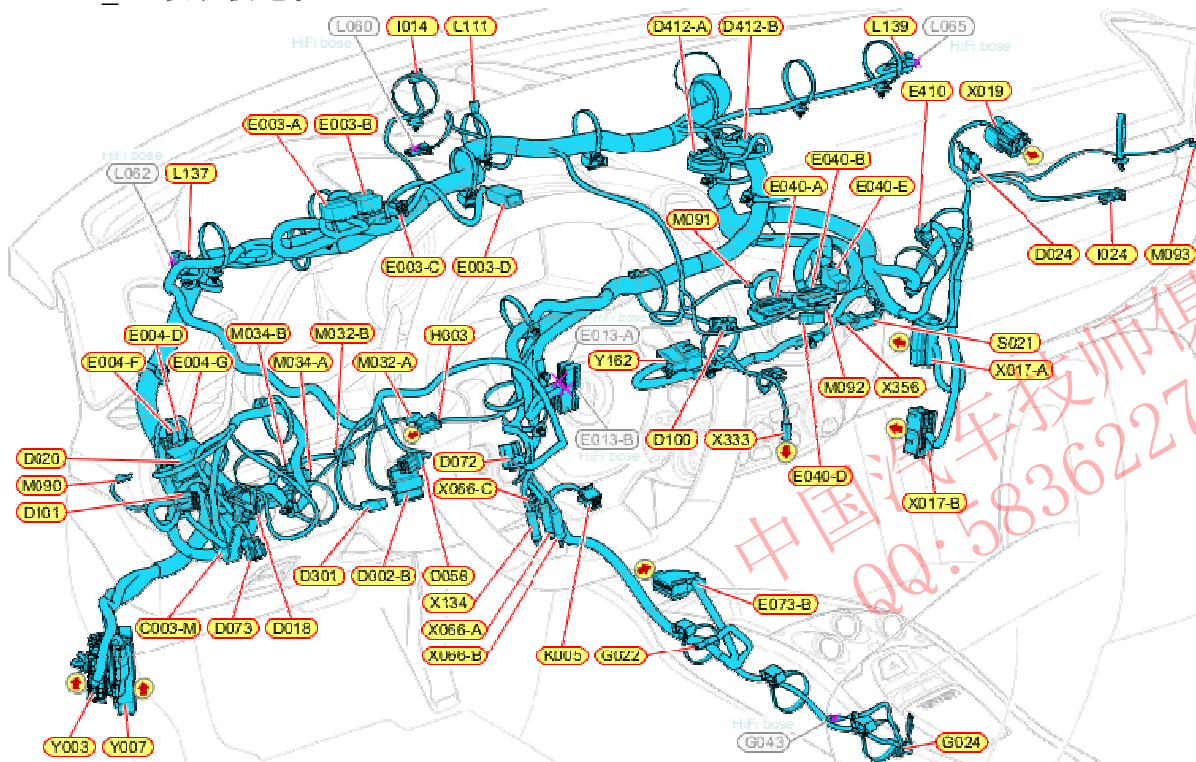 L060
I014
L111
D412-A
D412-B
L139
L065
HiFi bose
HiFi bose
E410
X019
E003-A
E003-B
HiFi bose
L062
L137
E040-B
E040-A
E040-E
M091
E003-C
E003-D
D024
I024
M093
E004-D
M034-B
M032-B
H003
E013-A
E004-F
E004-G
M034-A
M032-A
Y162
S021
X017-A
M092
X356
E013-B
D100
X333
HiFi bose
D020
D072
E040-D
M090
X066-C
D101
X017-B
D301
D002-B
D058
X134
E073-B
C003-M
D073
D018
X066-A
X066-B
K005
G022
HiFi bose
Y003
Y007
G043
G024
中国汽车技师俱
QQ:5836227